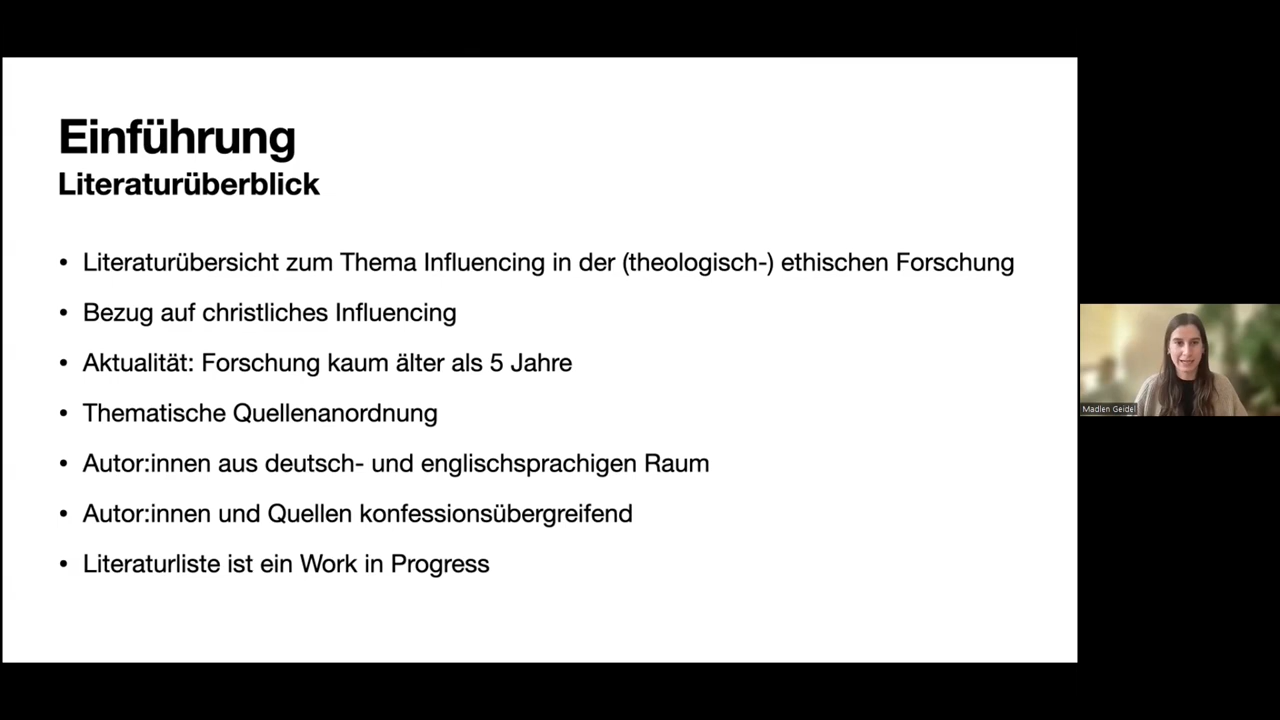 Einführung
Literaturüberblick
• Literaturübersicht zum Thema Influencing in der (theologisch-) ethischen Forschung
• Bezug auf christliches Influencing
• Aktualität: Forschung kaum älter als 5 Jahre
• Thematische Quellenanordnung
• Autor:innen aus deutsch- und englischsprachigen Raum
• Autor:innen und Quellen konfessionsübergreifend
• Literaturliste ist ein Work in Progress
Madlen Geidel